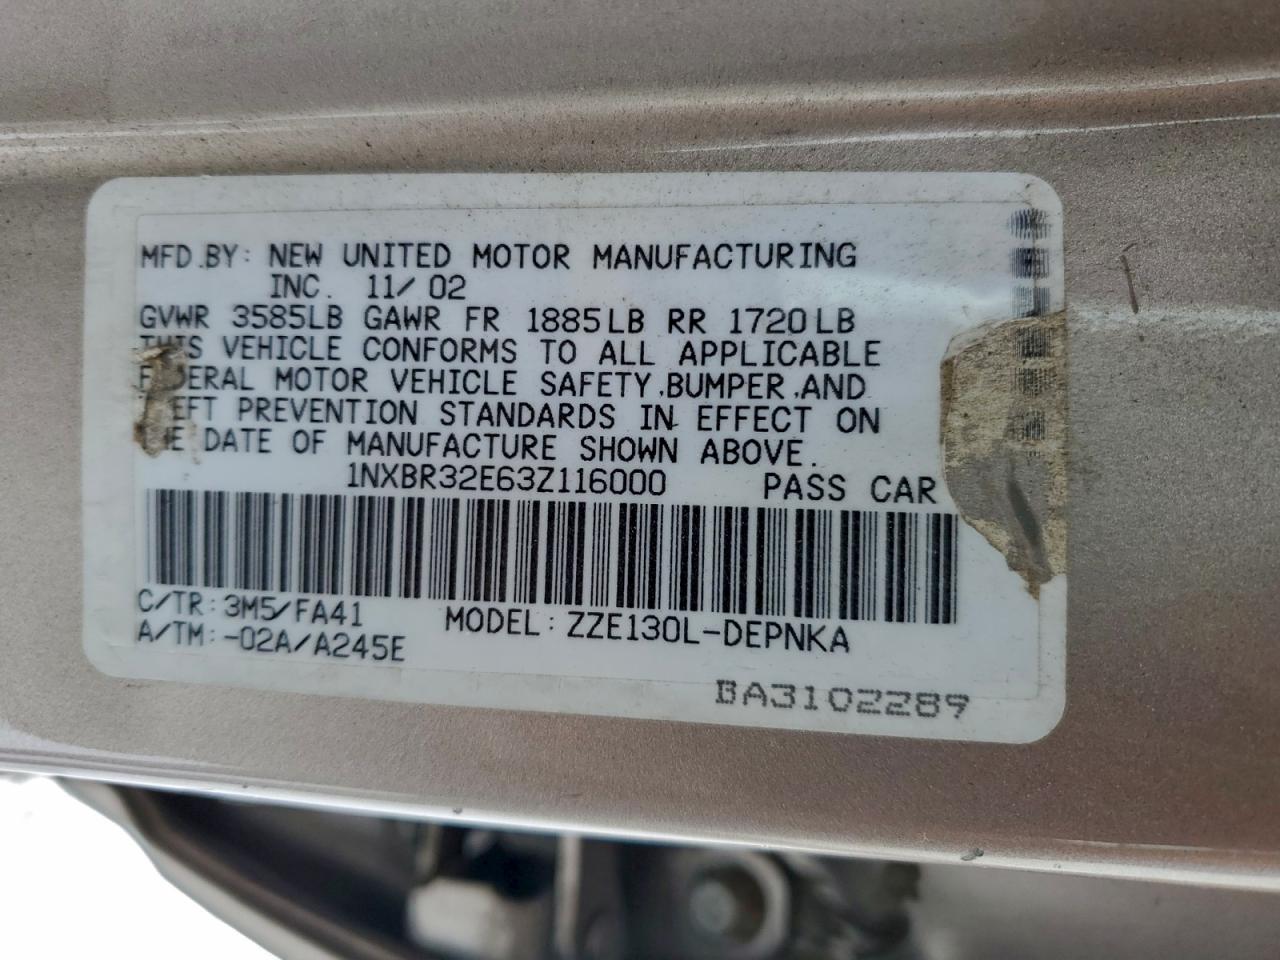 MFD.BY: NEW UNITED MOTOR MANUFACTURING
INC. 11/02
GVWR 3585LB GAWR FR 1885LB RR 1720LB
VEHICLE CONFORMS TO ALL APPLICABLE
MOTOR VEHICLE SAFETY,BUMPER,AND
PREVENTION STANDARDS IN EFFECT ON
DATE OF MANUFACTURE SHOWN ABOVE.
1NXBR32E63Z116000 PASS CAR
C/TR:3M5/FA41 MODEL:ZZE130L-DEPNKA
A/TM:-02A/A245E
BA3102289